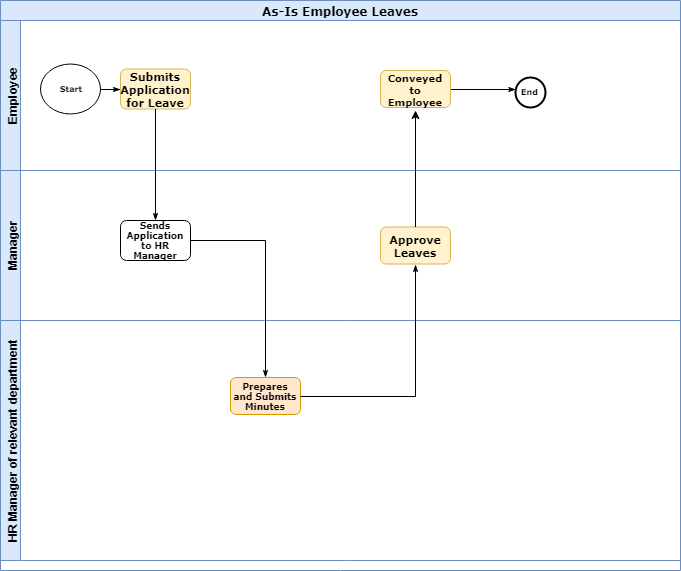 As-Is Employee Leaves
Employee
Start
Submits
Application
for Leave
Conveyed
to
Employee
End
Manager
Sends
Application
to HR
Manager
Approve
Leaves
HR Manager of relevant department
Prepares
and Submits
Minutes